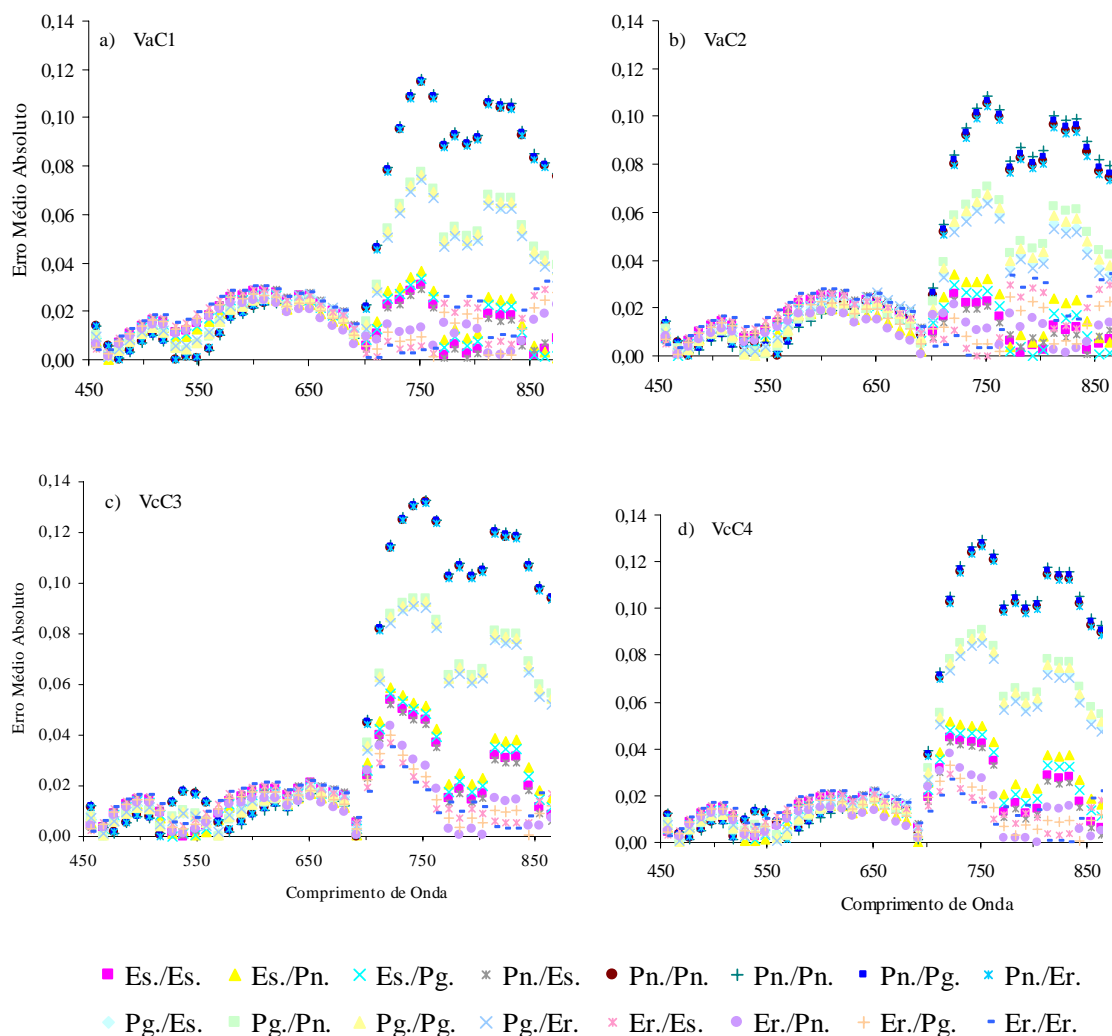 a) VaC1
Erro Médio Absoluto
0,14
0,12
0,10
0,08
0,06
0,04
0,02
0,00
450 550 650 750 850
b) VaC2
0,14
0,12
0,10
0,08
0,06
0,04
0,02
0,00
450 550 650 750 850
c) VcC3
Erro Médio Absoluto
0,14
0,12
0,10
0,08
0,06
0,04
0,02
0,00
450 550 650 750 850
Comprimento de Onda
d) VcC4
0,14
0,12
0,10
0,08
0,06
0,04
0,02
0,00
450 550 650 750 850
Comprimento de Onda
Es./Es. Es./Pn. Es./Pg. Pn./Es. Pn./Pn. Pn./Pn. Pn./Pg. Pn./Er.
Pg./Es. Pg./Pn. Pg./Pg. Pg./Er. Er./Es. Er./Pn. Er./Pg. Er./Er.